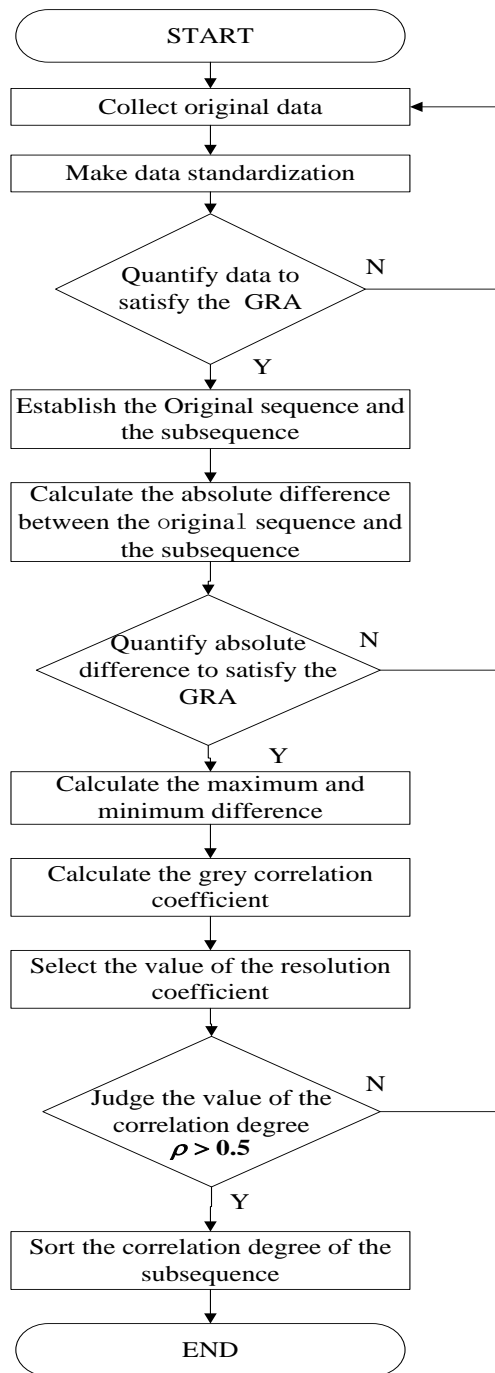 START
Collect original data
Make data standardization
Quantify data to
satisfy the GRA
N
Y
Establish the Original sequence and
the subsequence
Calculate the absolute difference
between the original sequence and
the subsequence
Quantify absolute
difference to satisfy the
GRA
N
Y
Calculate the maximum and
minimum difference
Calculate the grey correlation
coefficient
Select the value of the resolution
coefficient
Judge the value of the
correlation degree
ρ > 0.5
N
Y
Sort the correlation degree of the
subsequence
END